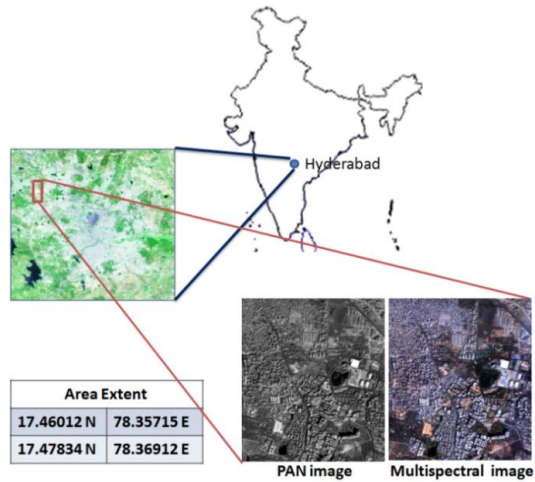 Hyderabad
Area Extent
17.46012 N 78.35715 E
17.47834 N 78.36912 E
PAN image Multispectral image